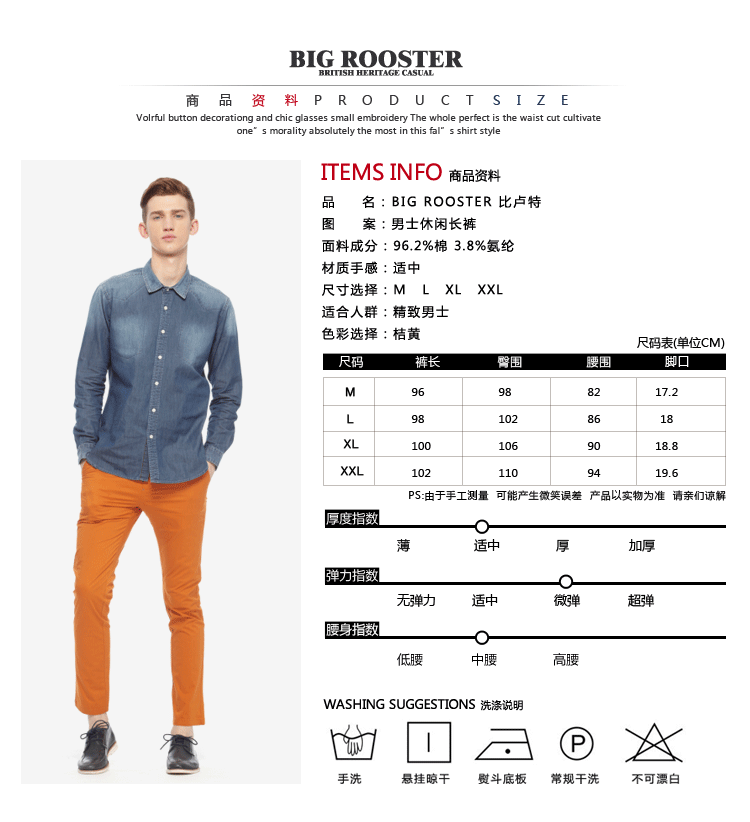 BIG ROOSTER
BRITISH HERITAGE CASUAL
商品资料PRODUCT SIZE
Volrful button decorationg and chic glasses small embroidery The whole perfect is the waist cut cultivate
one”s morality absolutely the most in this fal”s shirt style
ITEMS INFO 商品资料
品 名：BIG ROOSTER 比卢特
图 案：男士休闲长裤
面料成分：96.2%棉 3.8%氨纶
材质手感：适中
尺寸选择：M L XL XXL
适合人群：精致男士
色彩选择：桔黄
尺码表(单位CM)
尺码 裤长 臀围 腰围 脚口
M 96 98 82 17.2
L 98 102 86 18
XL 100 106 90 18.8
XXL 102 110 94 19.6
PS:由于手工测量 可能产生微笑误差 产品以实物为准 请亲们谅解
厚度指数
薄 适中 厚 加厚
弹力指数
无弹力 适中 微弹 超弹
腰身指数
低腰 中腰 高腰
WASHING SUGGESTIONS 洗涤说明
P
手洗 悬挂晾干 熨斗底板 常规干洗 不可漂白